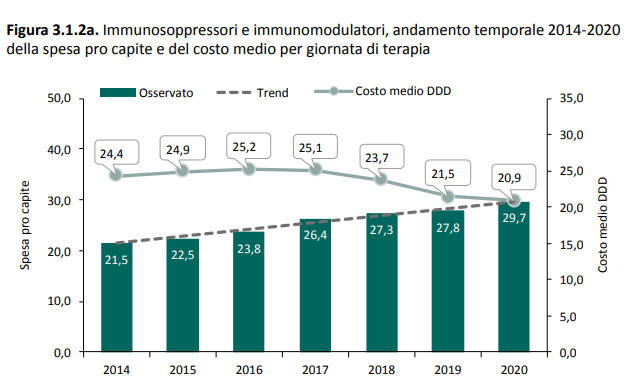 Figura 3.1.2a. Immunosoppressori e immunomodulatori, andamento temporale 2014-2020
della spesa pro capite e del costo medio per giornata di terapia
Osservato Trend Costo medio DDD
50,0
40,0
30,0
20,0
10,0
0,0
Spesa pro capite
24,4 24,9 25,2 25,1 23,7 21,5 20,9
21,5 22,5 23,8 26,4 27,3 27,8 29,7
35,0
30,0
25,0
20,0
15,0
10,0
5,0
0,0
Costo medio DDD
2014 2015 2016 2017 2018 2019 2020